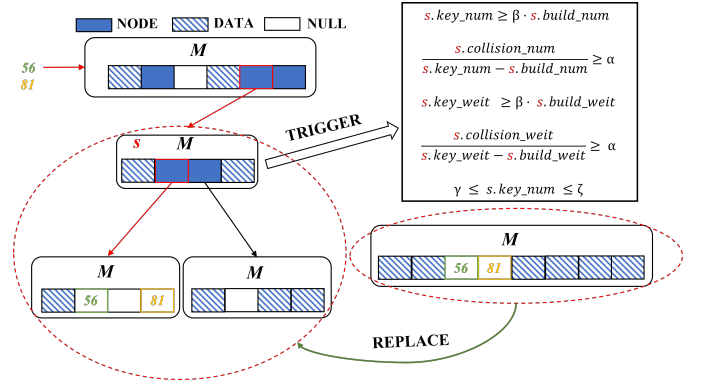 NODE DATA NULL
M
56
81
s M
TRIGGER
s.key_num ≥ β · s.build_num
s.collision_num
s.key_num − s.build_num ≥ α
s.key_weit ≥ β · s.build_weit
s.collision_weit
s.key_weit − s.build_weit ≥ α
γ ≤ s.key_num ≤ ζ
M
56 81
M
56 81
M
REPLACE